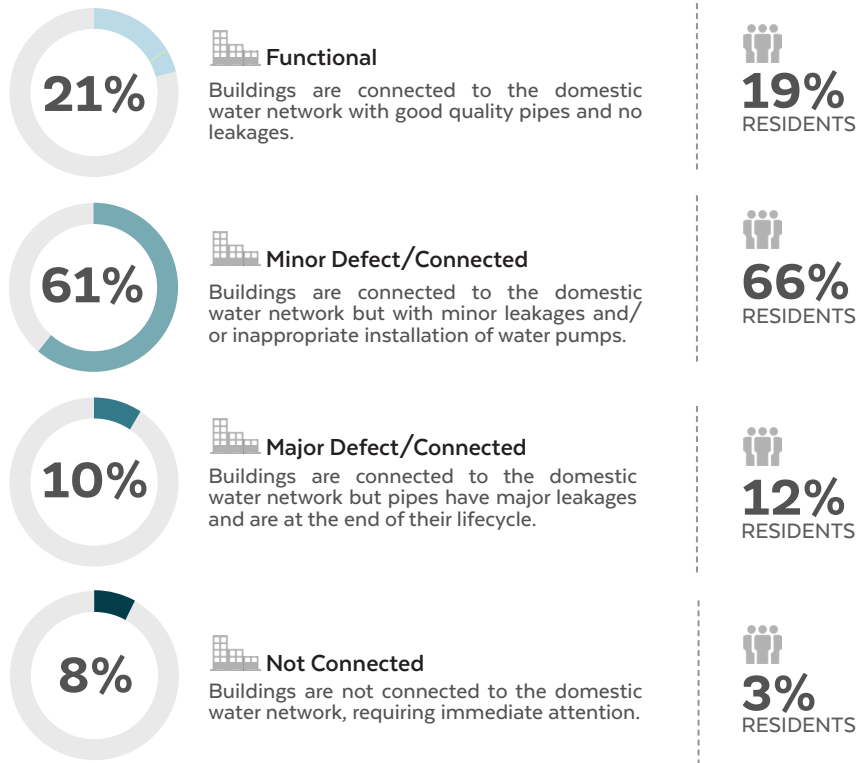 21%
Functional
Buildings are connected to the domestic
water network with good quality pipes and no
leakages.
19%
RESIDENTS
61%
Minor Defect/Connected
Buildings are connected to the domestic
water network but with minor leakages and/
or inappropriate installation of water pumps.
66%
RESIDENTS
10%
Major Defect/Connected
Buildings are connected to the domestic
water network but pipes have major leakages
and are at the end of their lifecycle.
12%
RESIDENTS
8%
Not Connected
Buildings are not connected to the domestic
water network, requiring immediate attention.
3%
RESIDENTS